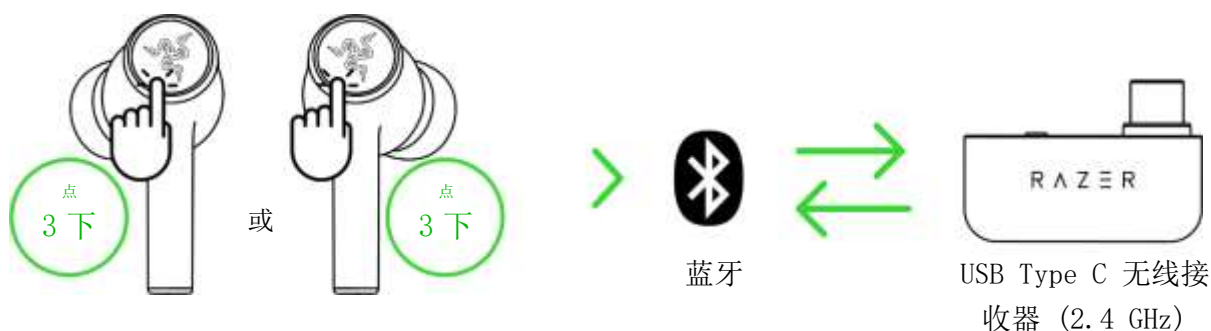 点
3 下
或
点
3 下
蓝牙
RAZER
USB Type C 无线接
收器 (2.4 GHz)